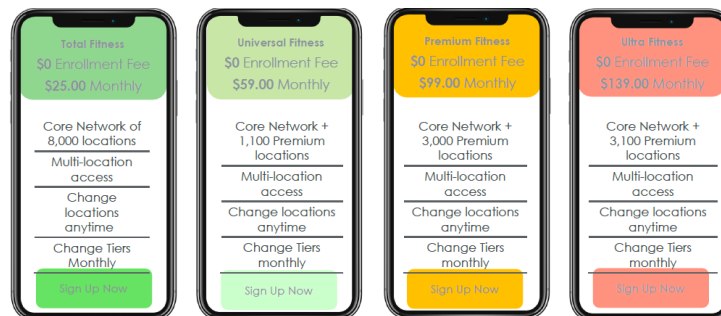 Total Fitness
$0 Enrollment Fee
$25.00 Monthly
Core Network of
8,000 locations
Multi-location
access
Change
locations
anytime
Change Tiers
Monthly
Sign Up Now
Universal Fitness
$0 Enrollment Fee
$59.00 Monthly
Core Network +
1,100 Premium
locations
Multi-location
access
Change locations
anytime
Change Tiers
monthly
Sign Up Now
Premium Fitness
$0 Enrollment Fee
$99.00 Monthly
Core Network +
3,000 Premium
locations
Multi-location
access
Change locations
anytime
Change Tiers
monthly
Sign Up Now
Ultra Fitness
$0 Enrollment Fee
$139.00 Monthly
Core Network +
3,100 Premium
locations
Multi-location
access
Change locations
anytime
Change Tiers
monthly
Sign Up Now